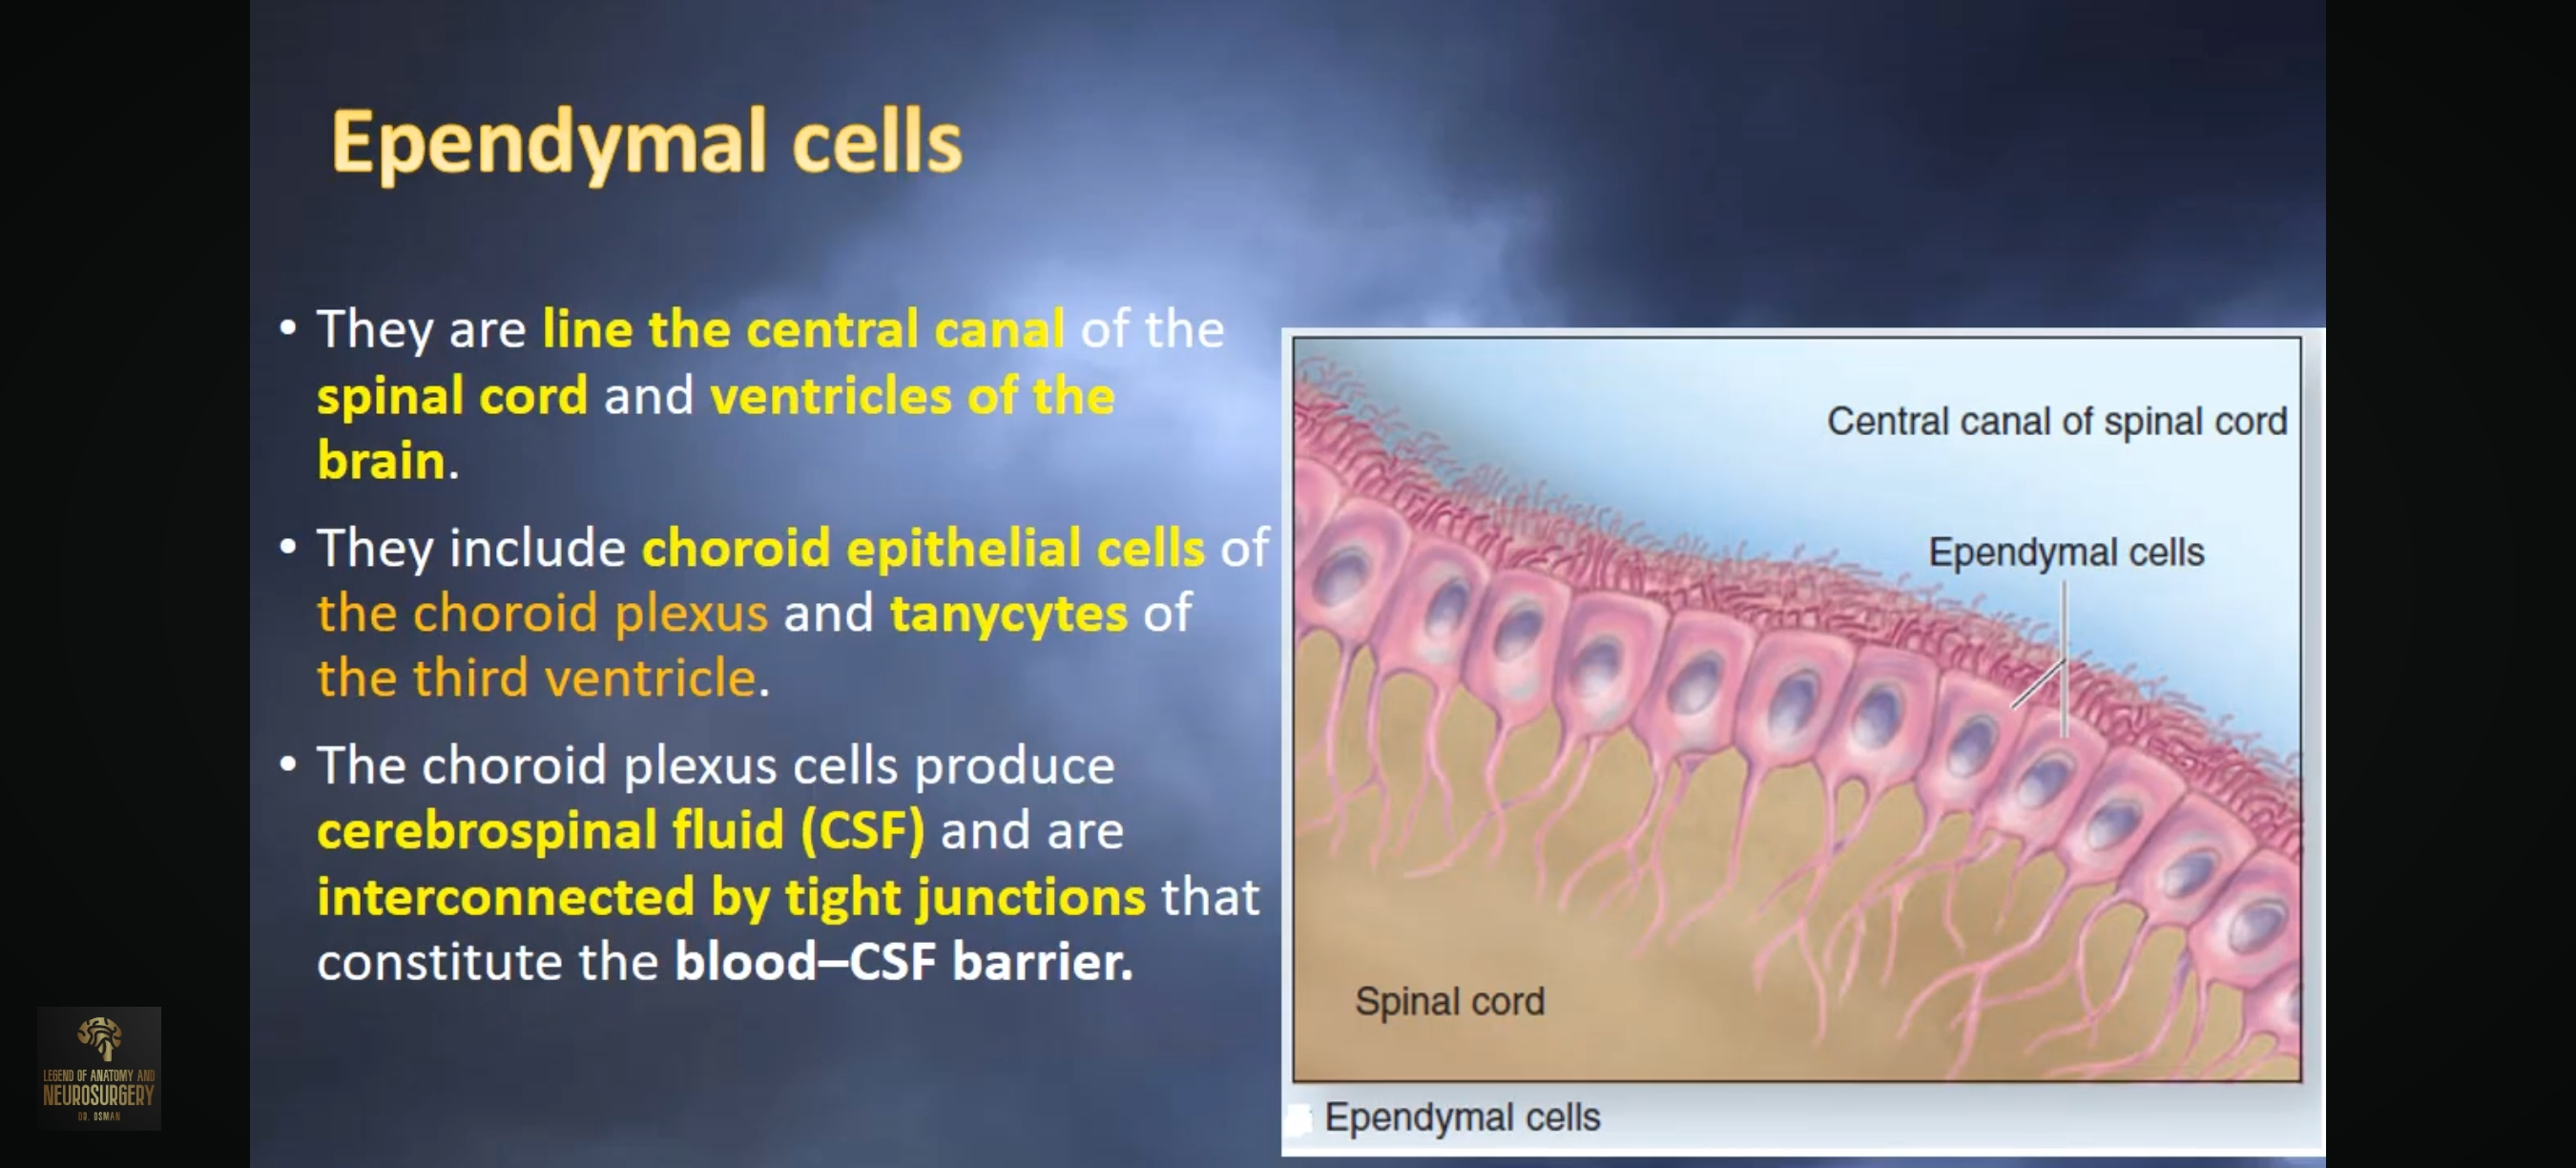 Ependymal cells
• They are line the central canal of the
spinal cord and ventricles of the
brain.
• They include choroid epithelial cells of
the choroid plexus and tanycytes of
the third ventricle.
• The choroid plexus cells produce
cerebrospinal fluid (CSF) and are
interconnected by tight junctions that
constitute the blood–CSF barrier.
Central canal of spinal cord
Ependymal cells
Spinal cord
Ependymal cells
LEGEND OF ANATOMY AND
NEUROSURGERY
DR. OSMAN